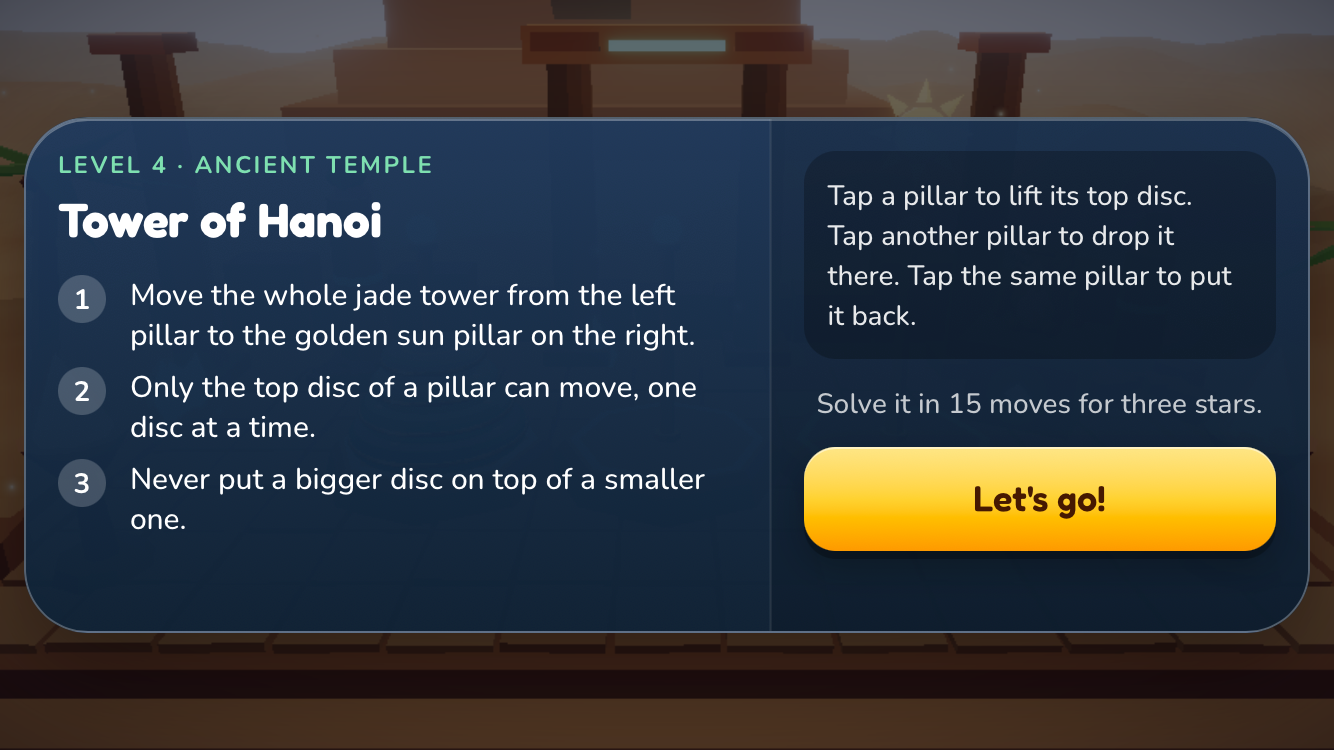 LEVEL 4 · ANCIENT TEMPLE
Tower of Hanoi
1 Move the whole jade tower from the left
pillar to the golden sun pillar on the right.
2 Only the top disc of a pillar can move, one
disc at a time.
3 Never put a bigger disc on top of a smaller
one.
Tap a pillar to lift its top disc.
Tap another pillar to drop it
there. Tap the same pillar to put
it back.
Solve it in 15 moves for three stars.
Let's go!